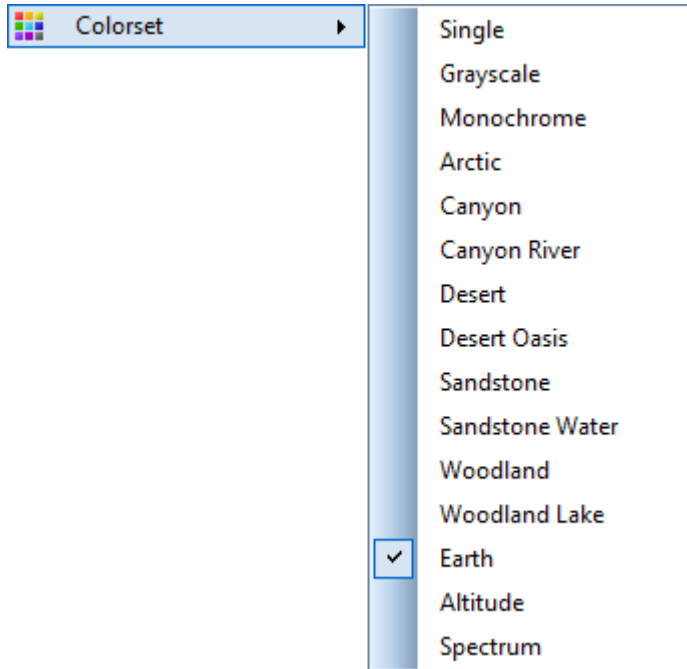 Colorset
Single
Grayscale
Monochrome
Arctic
Canyon
Canyon River
Desert
Desert Oasis
Sandstone
Sandstone Water
Woodland
Woodland Lake
Earth
Altitude
Spectrum